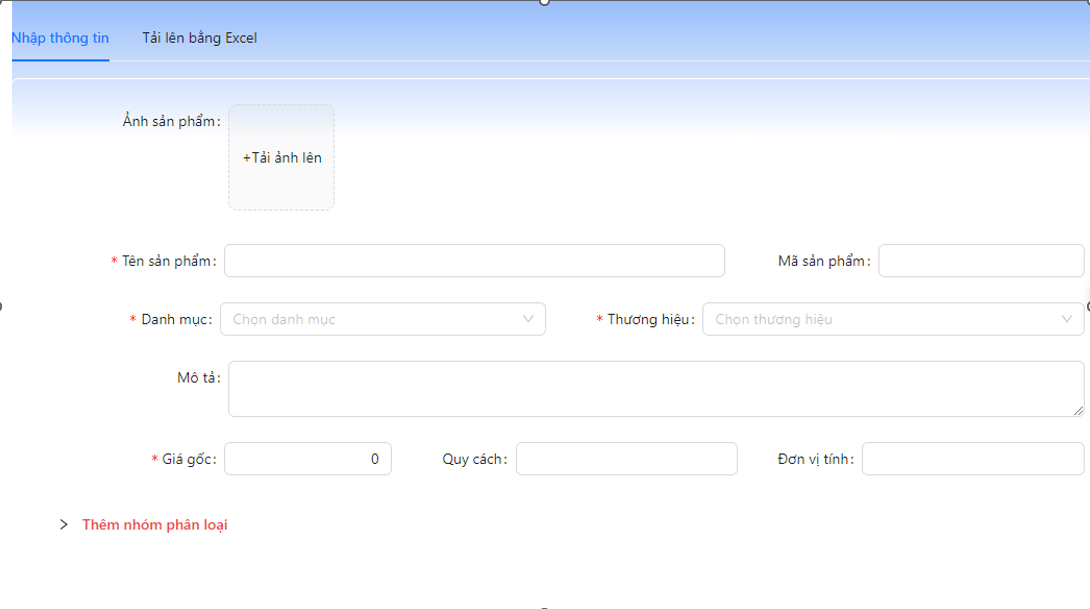 Nhập thông tin Tải lên bằng Excel
Ảnh sản phẩm:
+Tải ảnh lên
* Tên sản phẩm: Mã sản phẩm:
* Danh mục: Chọn danh mục * Thương hiệu: Chọn thương hiệu
Mô tả:
* Giá gốc: 0 Quy cách: Đơn vị tính:
Thêm nhóm phân loại